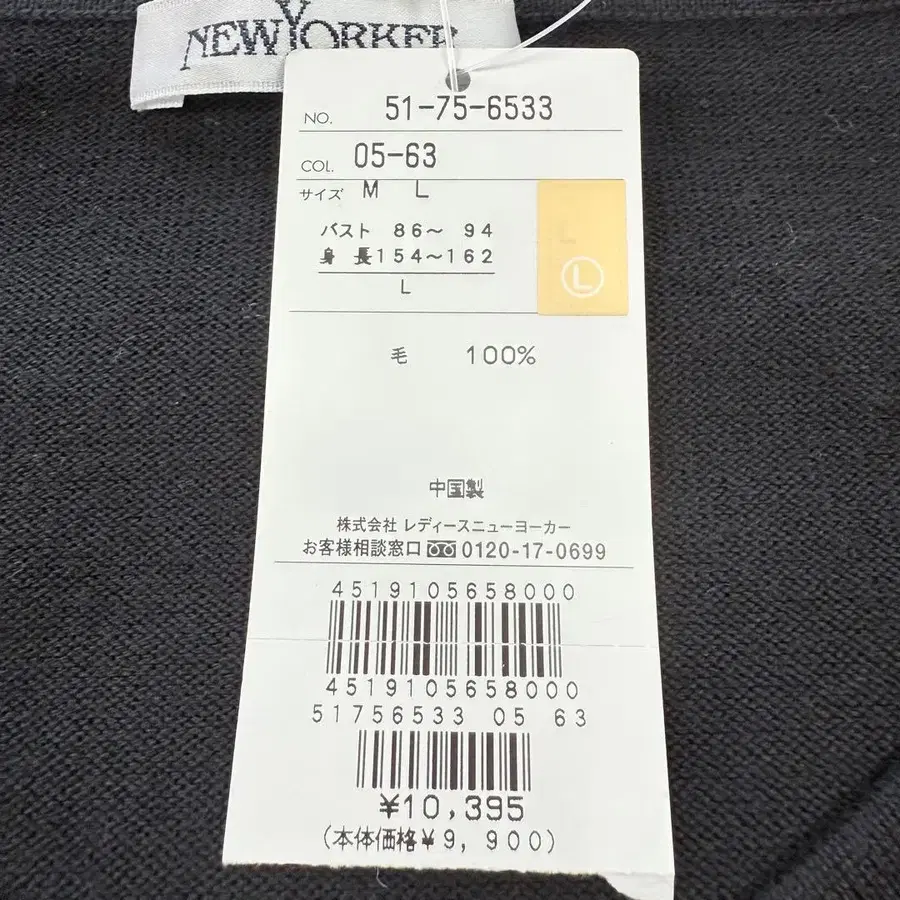 NEWYORKER
NO. 51-75-6533
COL. 05-63
サイズ M L
バスト 86～ 94
身 長154～162
L
L
毛 100%
中国製
株式会社 レディースニューヨーカー
お客様相談窓口 0120-17-0699
4519105658000
4519105658000
51756533 05 63
¥10,395
(本体価格¥9,900)